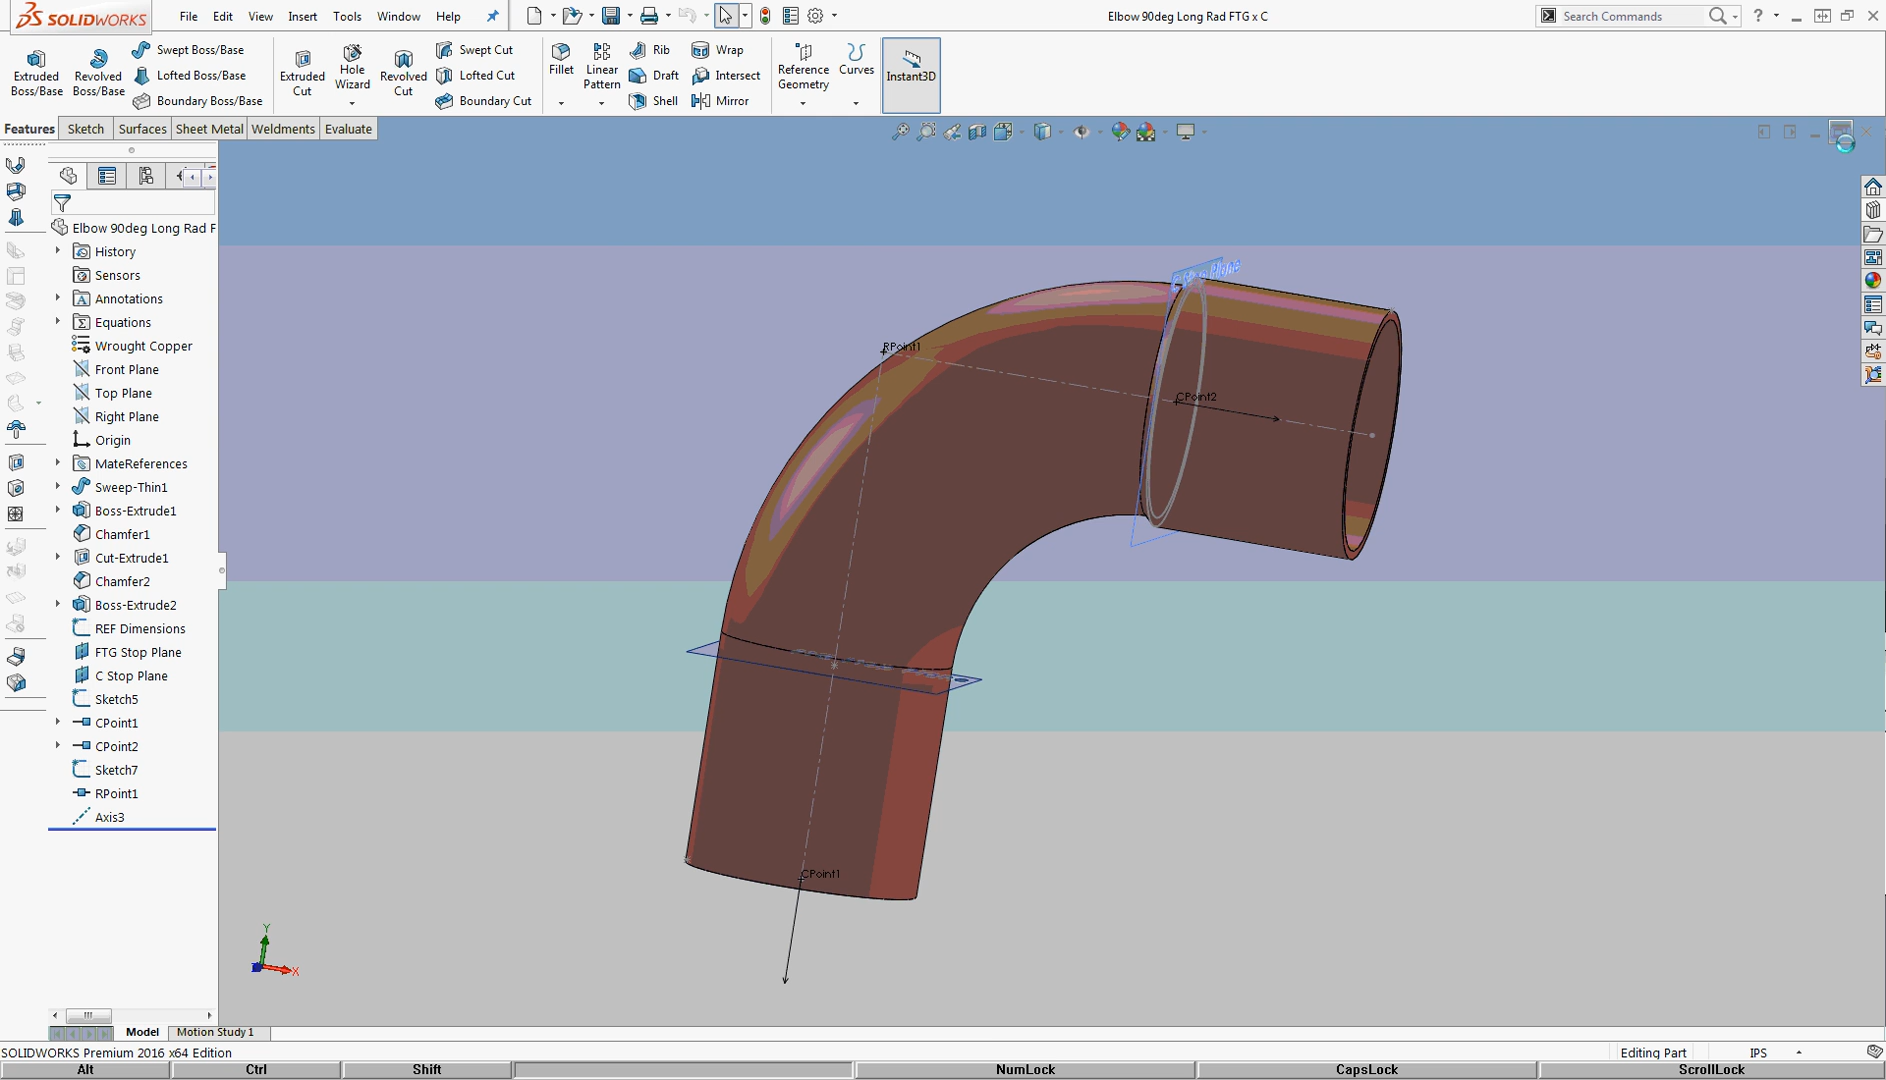 SOLIDWORKS
File Edit View Insert Tools Window Help
Elbow 90deg Long Rad FTG x C
Search Commands
Extruded Boss/Base
Revolved Boss/Base
Swept Boss/Base
Lofted Boss/Base
Boundary Boss/Base
Extruded Cut
Hole Wizard
Revolved Cut
Swept Cut
Lofted Cut
Boundary Cut
Fillet
Linear Pattern
Rib
Draft
Shell
Wrap
Intersect
Mirror
Reference Geometry
Curves
Instant3D
Features Sketch Surfaces Sheet Metal Weldments Evaluate
Elbow 90deg Long Rad F
History
Sensors
Annotations
Equations
Wrought Copper
Front Plane
Top Plane
Right Plane
Origin
MateReferences
Sweep-Thin1
Boss-Extrude1
Chamfer1
Cut-Extrude1
Chamfer2
Boss-Extrude2
REF Dimensions
FTG Stop Plane
C Stop Plane
Sketch5
CPoint1
CPoint2
Sketch7
RPoint1
Axis3
RPoint1
CPoint2
CPoint1
Y
X
Model Motion Study 1
SOLIDWORKS Premium 2016 x64 Edition
Editing Part IPS
Alt Ctrl Shift NumLock CapsLock ScrollLock